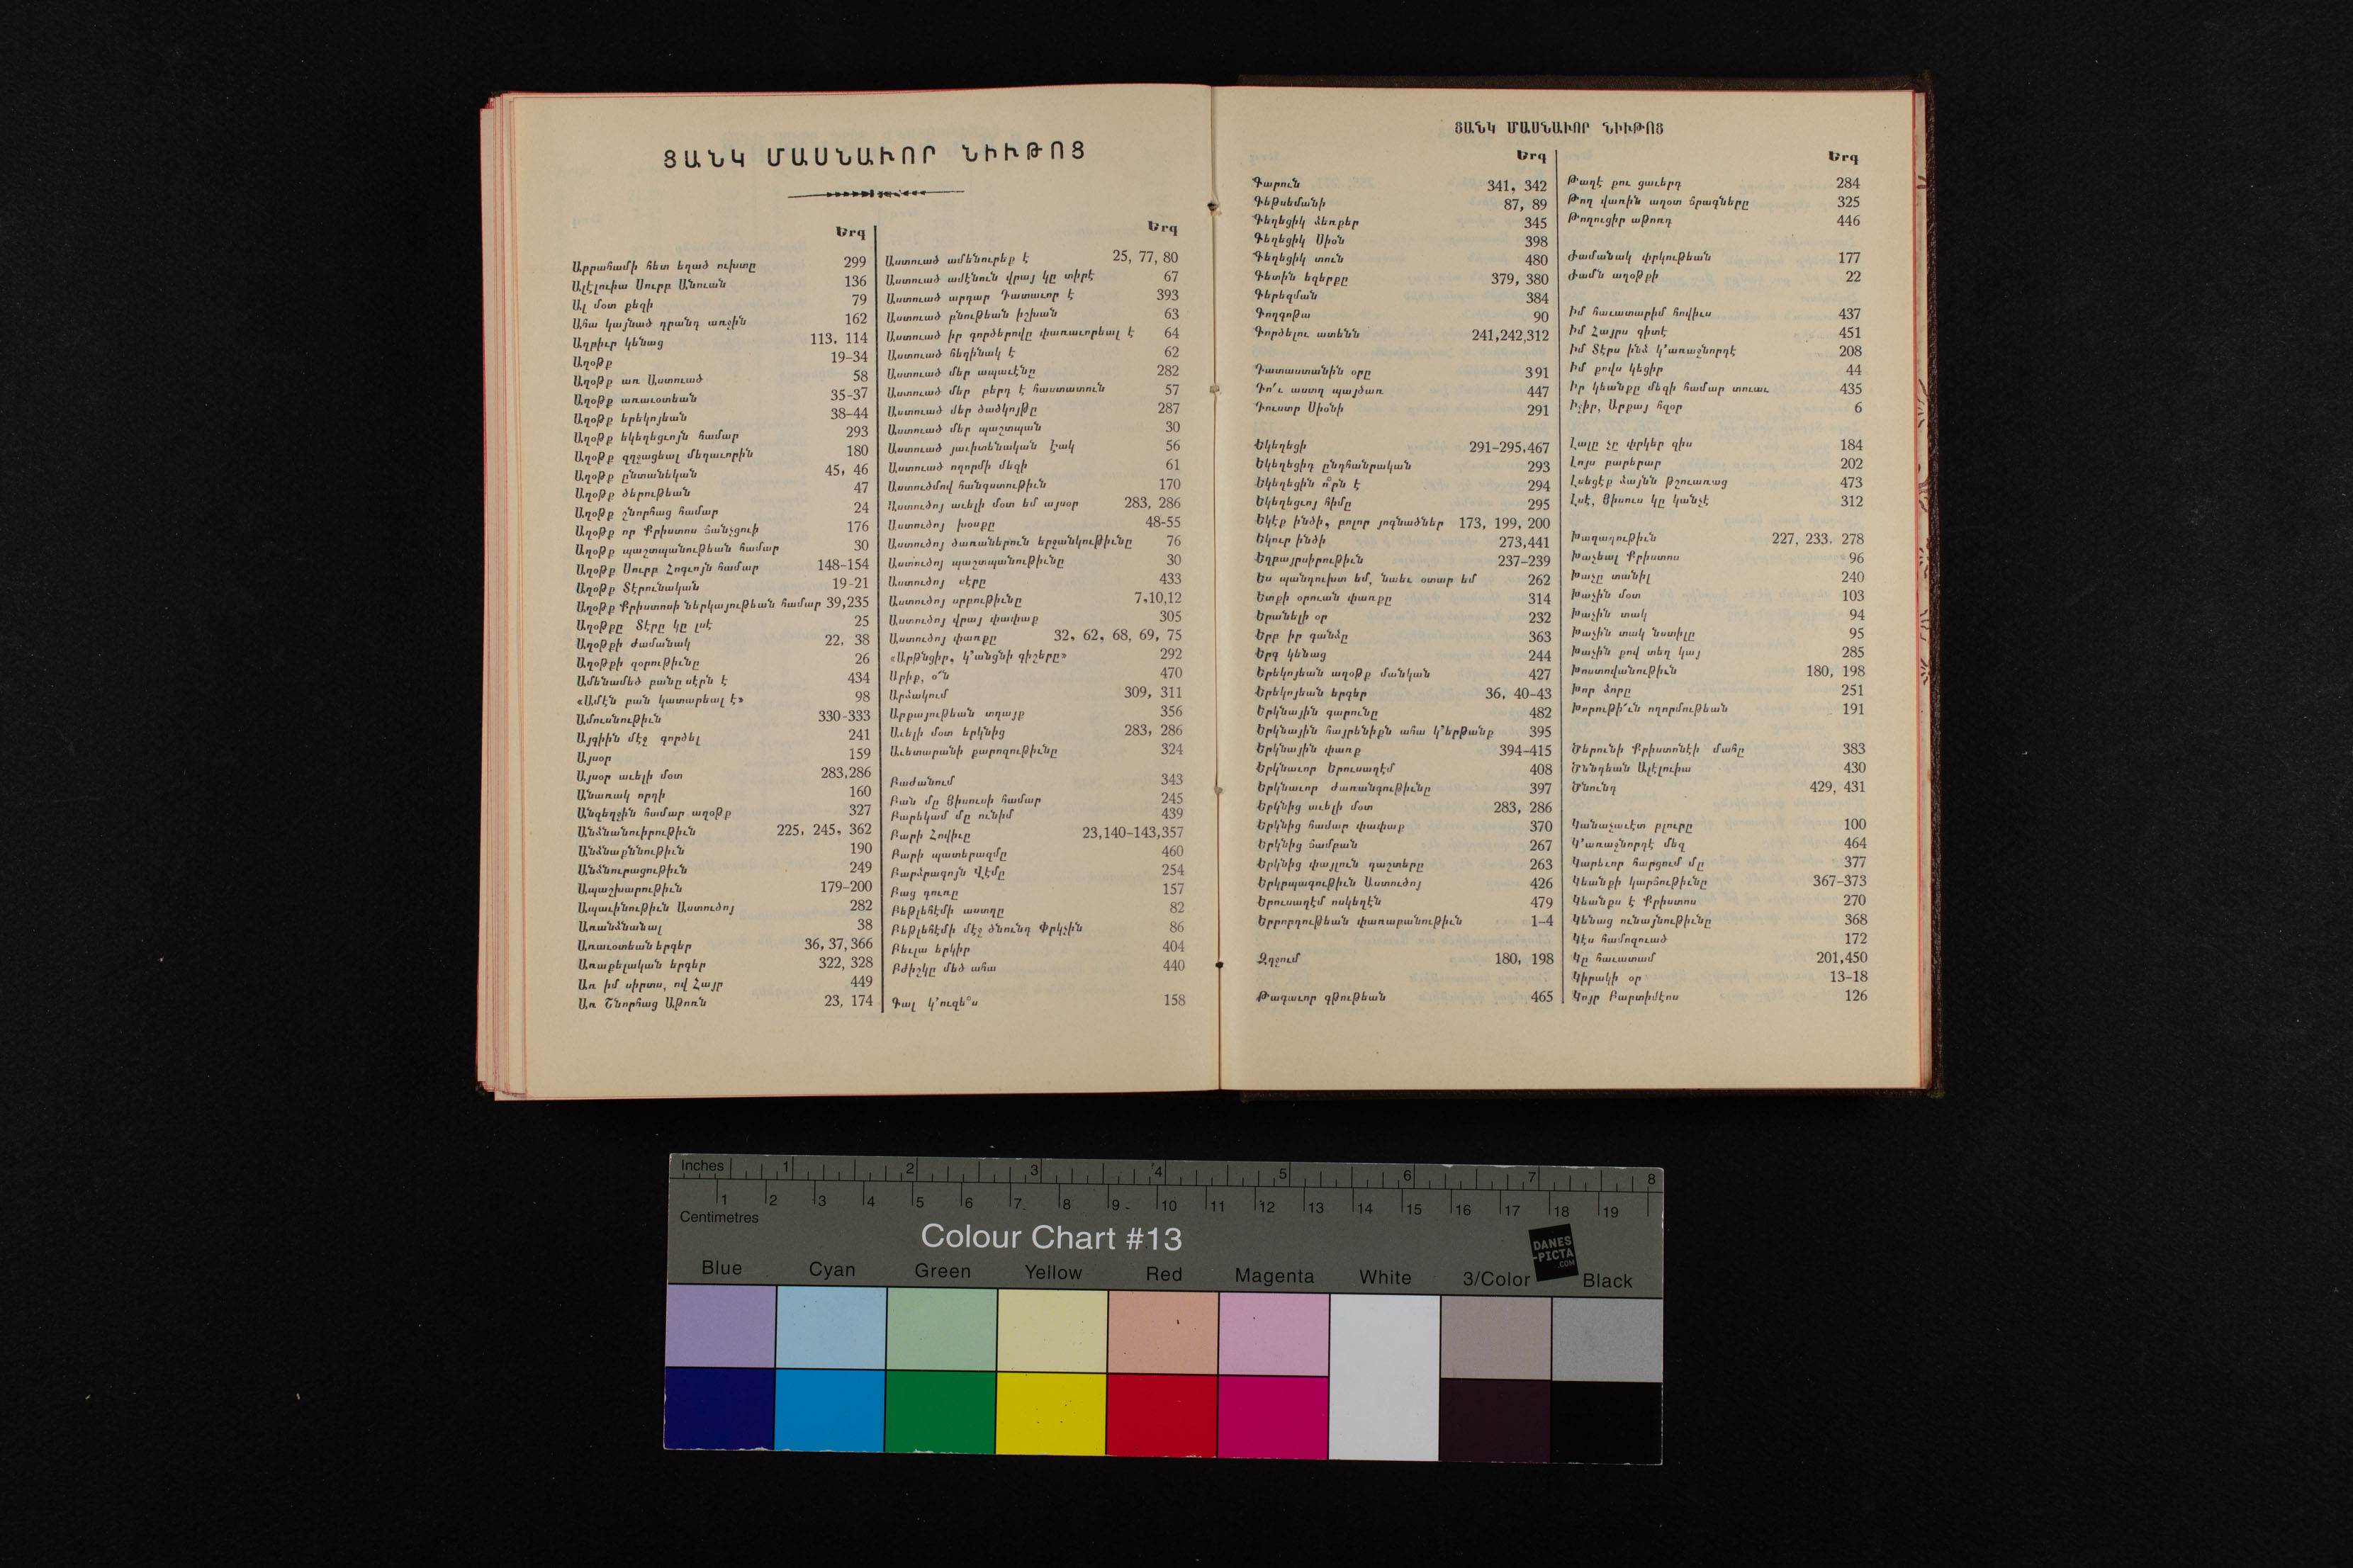 ՑԱՆԿ ՄԱՍՆԱՒՈՐ ՆԻՒԹՈՑ
Երգ
Աբրահամի հետ եղած ուխտը 299
Ալէլուիա Սուրբ Անուան 136
Ալ մօտ քեզի 79
Ահա կայնած դրանդ առջին 162
Աղբիւր կենաց 113, 114
Աղօթք 19–34
Աղօթք առ Աստուած 58
Աղօթք առաւօտեան 35-37
Աղօթք երեկոյեան 38–44
Աղօթք եկեղեցւոյն համար 293
Աղօթք զղջացեալ մեղաւորին 180
Աղօթք ընտանեկան 45, 46
Աղօթք ծերութեան 47
Աղօթք շնորհաց համար 24
Աղօթք որ Քրիստոս ճանչցուի 176
Աղօթք պաշտպանութեան համար 30
Աղօթք Սուրբ Հոգւոյն համար 148–154
Աղօթք Տէրունական 19-21
Աղօթք Քրիստոսի ներկայութեան համար 39,235
Աղօթքը Տէրը կը լսէ 25
Աղօթքի ժամանակ 22, 38
Աղօթքի զօրութիւնը 26
Ամենամեծ բանը սէրն է 434
«Ամէն բան կատարեալ է» 98
Ամուսնութիւն 330-333
Այգիին մէջ գործել 241
Այսօր 159
Այսօր աւելի մօտ 283,286
Անառակ որդի 160
Անգեղջին համար աղօթք 327
Անձնանուիրութիւն 225, 245, 362
Անձնաքննութիւն 190
Անձնուրացութիւն 249
Ապաշխարութիւն 179–200
Ապաւինութիւն Աստուծոյ 282
Առանձնանալ 38
Առաւօտեան երգեր 36, 37, 366
Առաքելական երգեր 322, 328
Առ իմ սիրտս, ով Հայր 449
Առ Շնորհաց Աթոռն 23, 174
Երգ
Աստուած ամենուրեք է 25, 77, 80
Աստուած ամէնուն վրայ կը տիրէ 67
Աստուած արդար Դատաւոր է 393
Աստուած բնութեան իշխան 63
Աստուած իր գործերովը փառաւորեալ է 64
Աստուած հեղինակ է 62
Աստուած մեր ապաւէնը 282
Աստուած մեր բերդ է հաստատուն 57
Աստուած մեր ծածկոյթը 287
Աստուած մեր պաշտպան 30
Աստուած յաւիտենական Էակ 56
Աստուած ողորմի մեզի 61
Աստուծմով հանգստութիւն 170
Աստուծոյ աւելի մօտ եմ այսօր 283, 286
Աստուծոյ խօսքը 48-55
Աստուծոյ ծառաներուն երջանկութիւնը 76
Աստուծոյ պաշտպանութիւնը 30
Աստուծոյ սէրը 433
Աստուծոյ սրբութիւնը 7,10,12
Աստուծոյ վրայ փափաք 305
Աստուծոյ փառքը 32, 62, 68, 69, 75
«Արթնցիր, կ’անցնի գիշերը» 292
Արիք, օ՜ն 470
Արձակում 309, 311
Արքայութեան տղայք 356
Աւելի մօտ երկնից 283, 286
Աւետարանի քարոզութիւնը 324
Բաժանում 343
Բան մը Յիսուսի համար 245
Բարեկամ մը ունիմ 439
Բարի Հովիւը 23,140–143,357
Բարի պատերազմը 460
Բարձրագոյն Վէմը 254
Բաց դուռը 157
Բեթլեհէմի աստղը 82
Բեթլեհէմի մէջ ծնունդ Փրկչին 86
Բեւլա երկիր 404
Բժիշկը մեծ ահա 440
Գալ կ’ուզե՞ս 158
ՑԱՆԿ ՄԱՍՆԱՒՈՐ ՆԻՒԹՈՑ
Երգ
Գարուն 341, 342
Գեթսեմանի 87, 89
Գեղեցիկ ձեռքեր 345
Գեղեցիկ Սիօն 398
Գեղեցիկ տուն 480
Գետին եզերքը 379, 380
Գերեզման 384
Գողգոթա 90
Գործելու ատենն 241,242,312
Դատաստանին օրը 391
Դո՛ւ աստղ պայծառ 447
Դուստր Սիօնի 291
Եկեղեցի 291–295,467
Եկեղեցիդ ընդհանրական 293
Եկեղեցին ո՞րն է 294
Եկեղեցւոյ հիմը 295
Եկէք ինծի, բոլոր յոգնածներ 173, 199, 200
Եկուր ինծի 273,441
Եղբայրսիրութիւն 237–239
Ես պանդուխտ եմ, նաեւ օտար եմ 262
Ետքի օրուան փառքը 314
Երանելի օր 232
Երբ իր գանձը 363
Երգ կենաց 244
Երեկոյեան աղօթք մանկան 427
Երեկոյեան երգեր 36, 40–43
Երկնային գարունը 482
Երկնային հայրենիքն ահա կ’երթանք 395
Երկնային փառք 394–415
Երկնաւոր Երուսաղէմ 408
Երկնաւոր ժառանգութիւնը 397
Երկնից աւելի մօտ 283, 286
Երկնից համար փափաք 370
Երկնից ճամբան 267
Երկնից փայլուն դաշտերը 263
Երկրպագութիւն Աստուծոյ 426
Երուսաղէմ ոսկեղէն 479
Երրորդութեան փառաբանութիւն 1–4
Զղջում 180, 198
Թագաւոր գթութեան 465
Երգ
Թաղէ քու ցաւերդ 284
Թող վառին աղօտ ճրագները 325
Թողուցիր աթոռդ 446
Ժամանակ փրկութեան 177
Ժամն աղօթքի 22
Իմ հաւատարիմ հովիւս 437
Իմ Հայրս գիտէ 451
Իմ Տէրս ինձ կ’առաջնորդէ 208
Իմ քովս կեցիր 44
Իր կեանքը մեզի համար տուաւ 435
Իջիր, Արքայ հզօր 6
Լալը չը փրկեր զիս 184
Լոյս բարերար 202
Լսեցէք ձայնն թշուառաց 473
Լսէ, Յիսուս կը կանչէ 312
Խաղաղութիւն 227, 233, 278
Խաչեալ Քրիստոս 96
Խաչը տանիլ 240
Խաչին մօտ 103
Խաչին տակ 94
Խաչին տակ նստիլը 95
Խաչին քով տեղ կայ 285
Խոստովանութիւն 180, 198
Խոր ձորը 251
Խորութի՜ւն ողորմութեան 191
Ծերունի Քրիստոնէի մահը 383
Ծննդեան Ալէլուիա 430
Ծնունդ 429, 431
Կանաչաւէտ բլուրը 100
Կ’առաջնորդէ մեզ 464
Կարեւոր հարցում մը 377
Կեանքի կարճութիւնը 367–373
Կեանքս է Քրիստոս 270
Կենաց ունայնութիւնը 368
Կէս համոզուած 172
Կը հաւատամ 201,450
Կիրակի օր 13–18
Կոյր Բարտիմէոս 126
Inches 1 2 3 4 5 6 7 8
1 2 3 4 5 6 7 8 9 10 11 12 13 14 15 16 17 18 19
Centimetres
Colour Chart #13
DANES
-PICTA
.COM
Blue Cyan Green Yellow Red Magenta White 3/Color Black